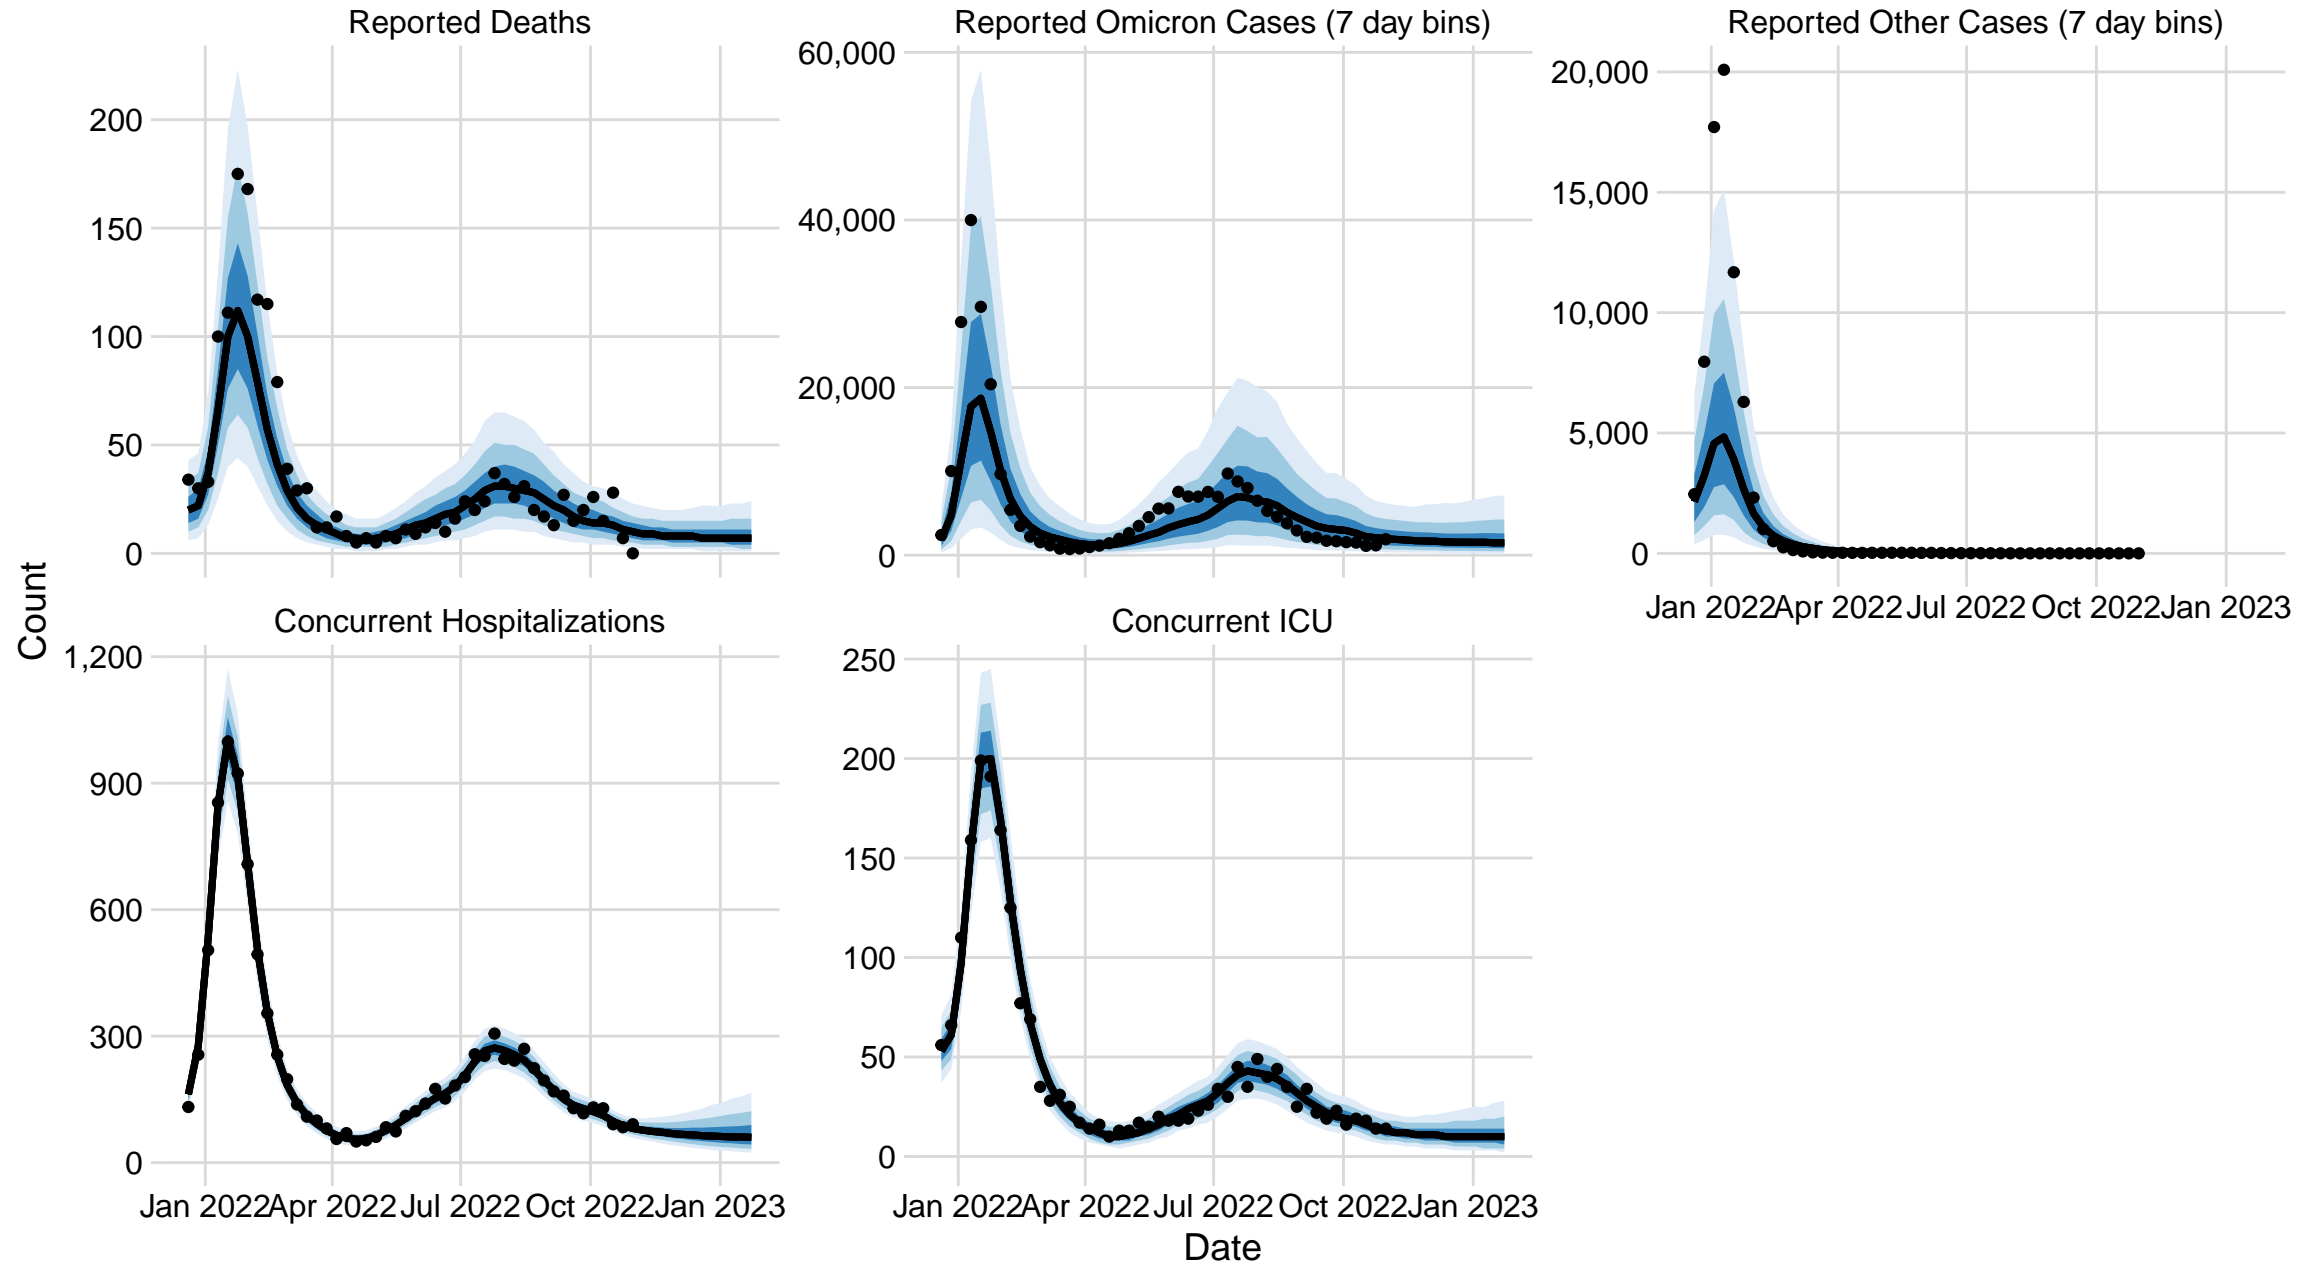 Reported Deaths
Reported Omicron Cases (7 day bins)
Reported Other Cases (7 day bins)
200
150
100
50
0
60,000
40,000
20,000
0
20,000
15,000
10,000
5,000
0
Jan 2022 Apr 2022 Jul 2022 Oct 2022 Jan 2023
Count
Concurrent Hospitalizations
Concurrent ICU
1,200
900
600
300
0
Jan 2022 Apr 2022 Jul 2022 Oct 2022 Jan 2023
250
200
150
100
50
0
Jan 2022 Apr 2022 Jul 2022 Oct 2022 Jan 2023
Date